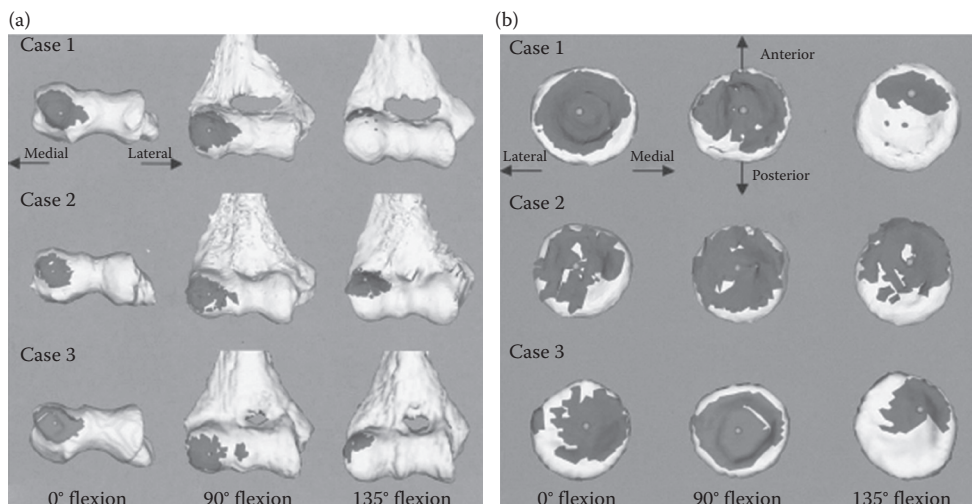 (a)
Case 1
Medial
Lateral
Case 2
Case 3
0° flexion
90° flexion
135° flexion
(b)
Case 1
Anterior
Lateral
Medial
Posterior
Case 2
Case 3
0° flexion
90° flexion
135° flexion